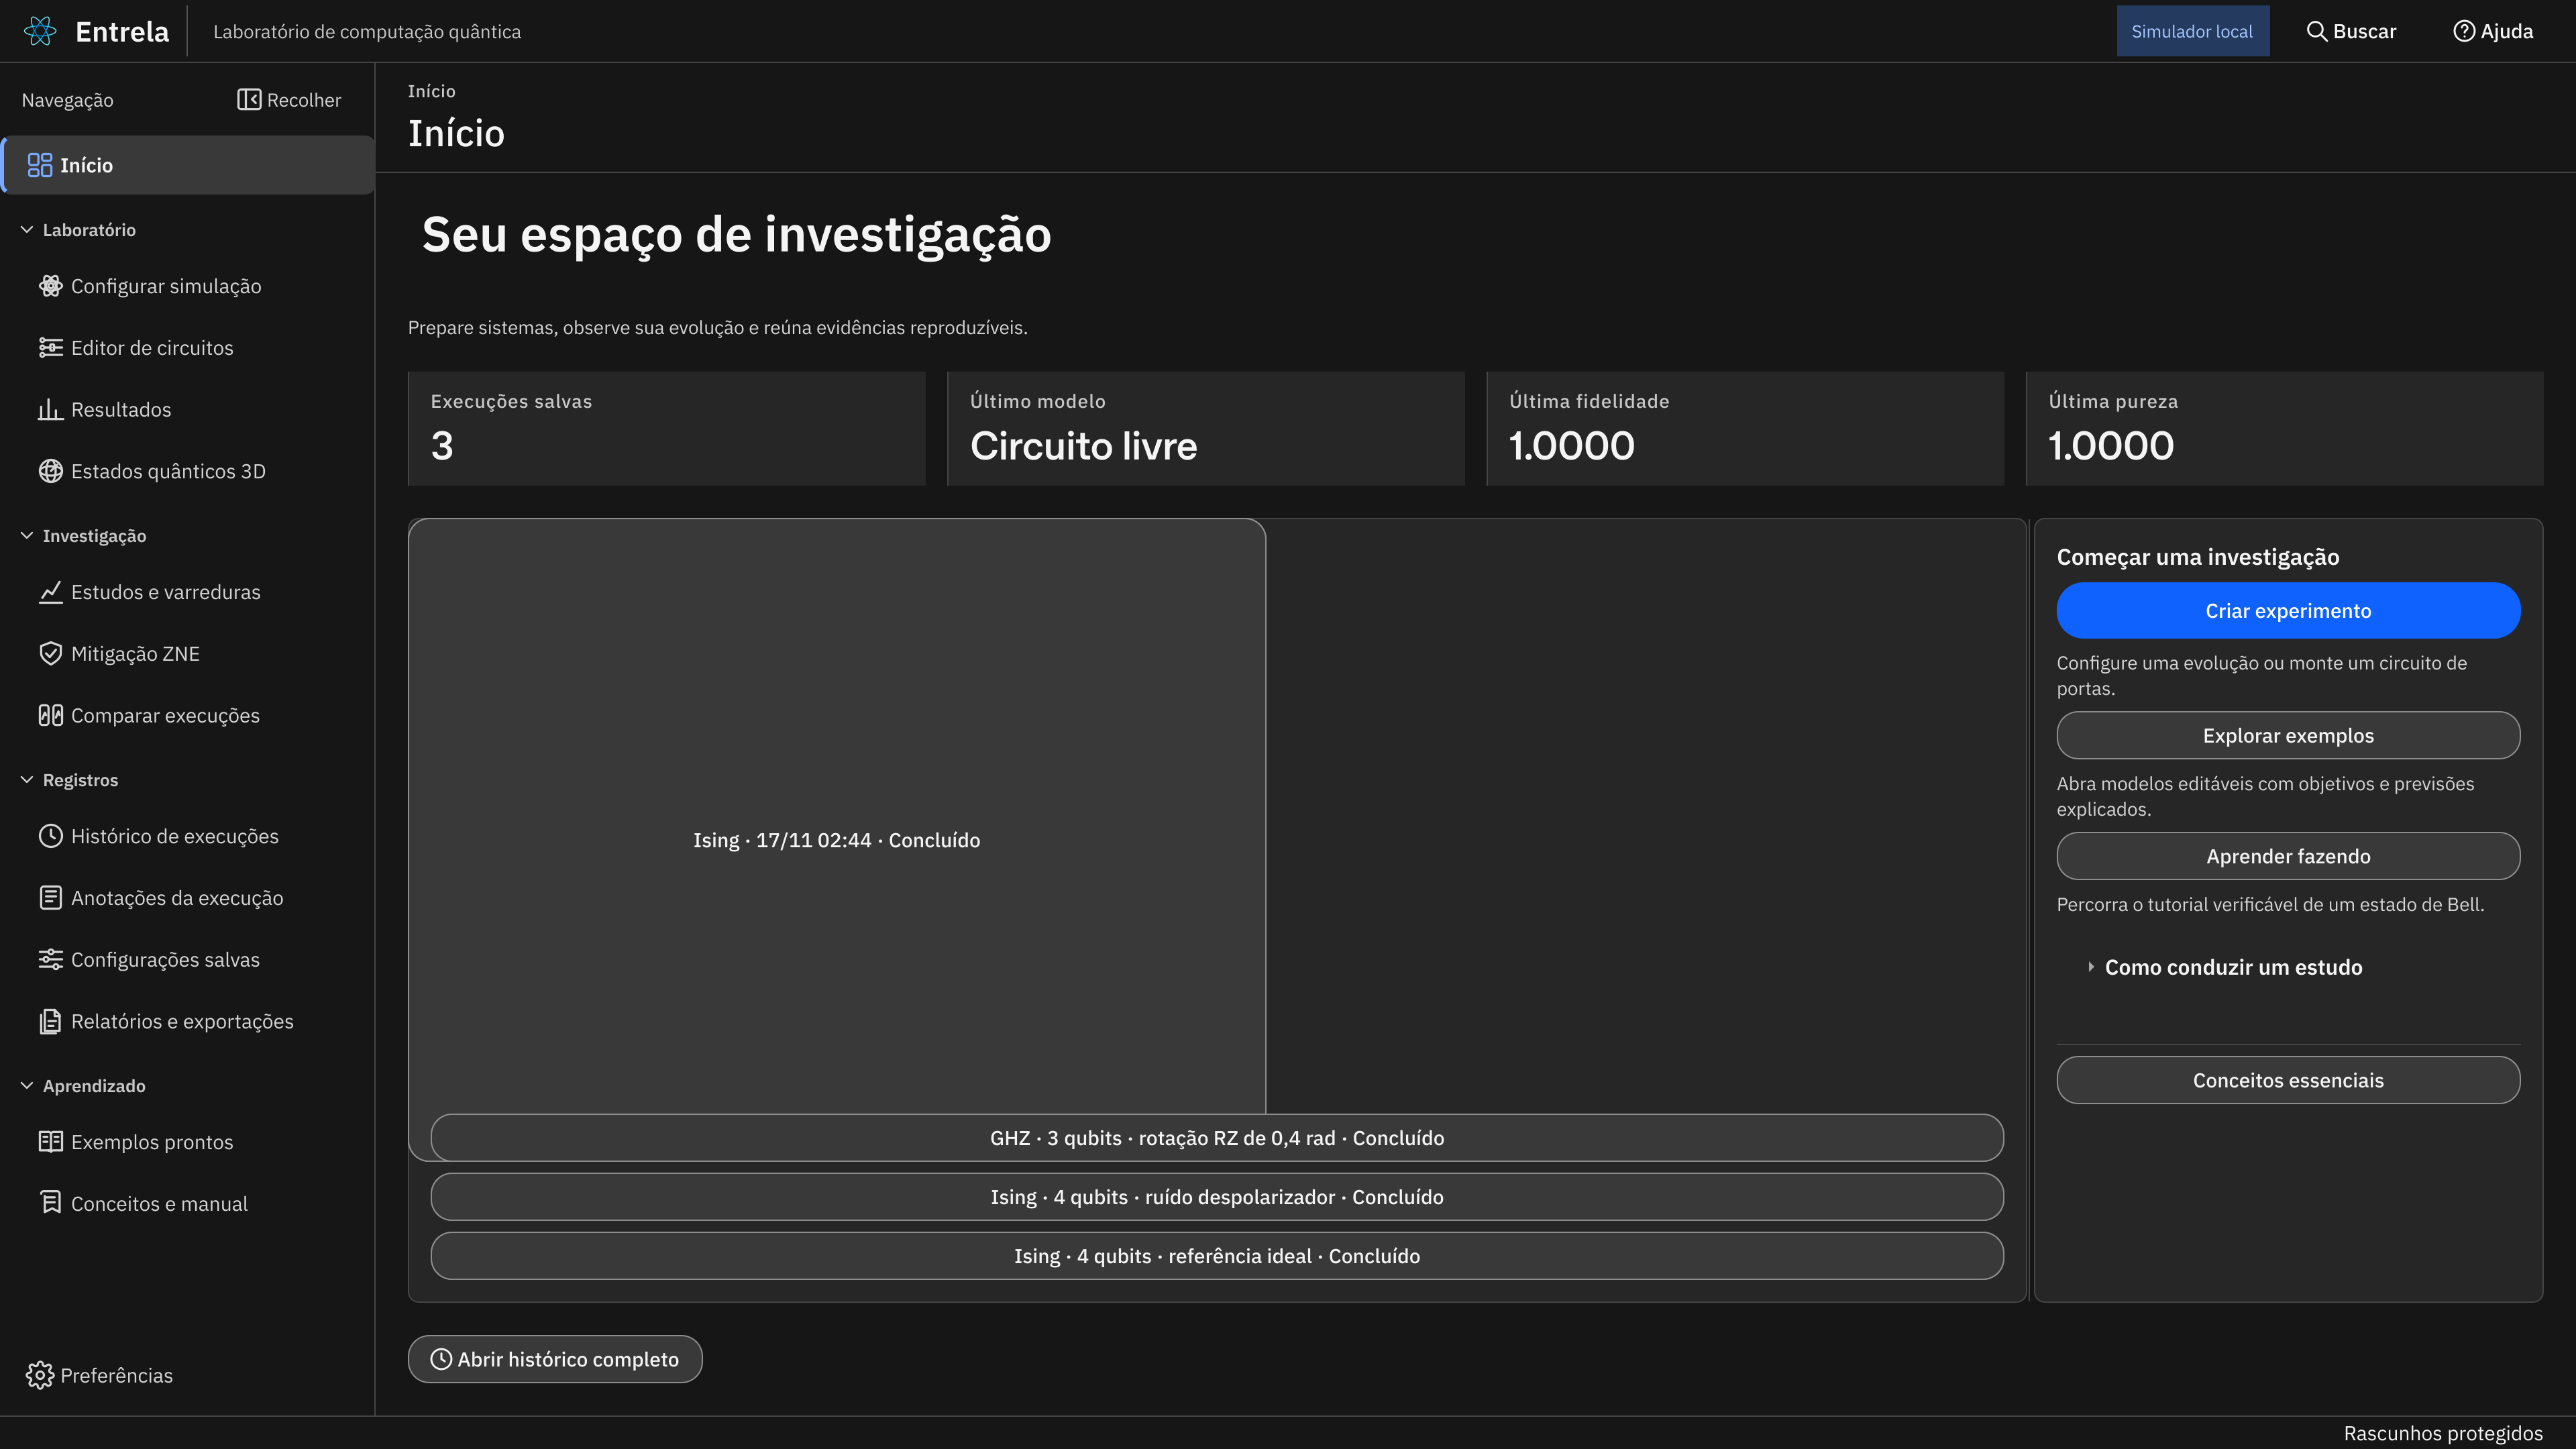 Entrela
Laboratório de computação quântica
Simulador local
Buscar
Ajuda
Navegação
Recolher
Início
Laboratório
Configurar simulação
Editor de circuitos
Resultados
Estados quânticos 3D
Investigação
Estudos e varreduras
Mitigação ZNE
Comparar execuções
Registros
Histórico de execuções
Anotações da execução
Configurações salvas
Relatórios e exportações
Aprendizado
Exemplos prontos
Conceitos e manual
Preferências
Início
Início
Seu espaço de investigação
Prepare sistemas, observe sua evolução e reúna evidências reproduzíveis.
Execuções salvas
3
Último modelo
Circuito livre
Última fidelidade
1.0000
Última pureza
1.0000
Ising · 17/11 02:44 · Concluído
GHZ · 3 qubits · rotação RZ de 0,4 rad · Concluído
Ising · 4 qubits · ruído despolarizador · Concluído
Ising · 4 qubits · referência ideal · Concluído
Abrir histórico completo
Começar uma investigação
Criar experimento
Configure uma evolução ou monte um circuito de
portas.
Explorar exemplos
Abra modelos editáveis com objetivos e previsões
explicados.
Aprender fazendo
Percorra o tutorial verificável de um estado de Bell.
Como conduzir um estudo
Conceitos essenciais
Rascunhos protegidos